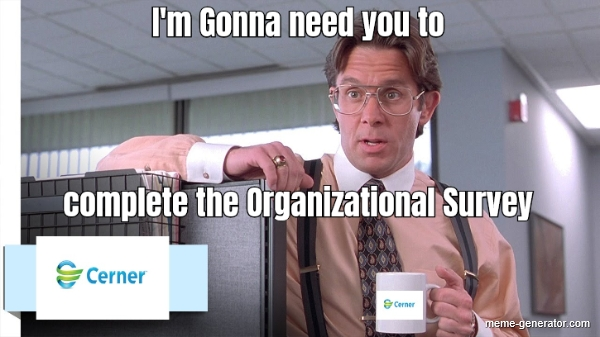 I'm Gonna need you to
complete the Organizational Survey
Cerner
Cerner
meme-generator.com